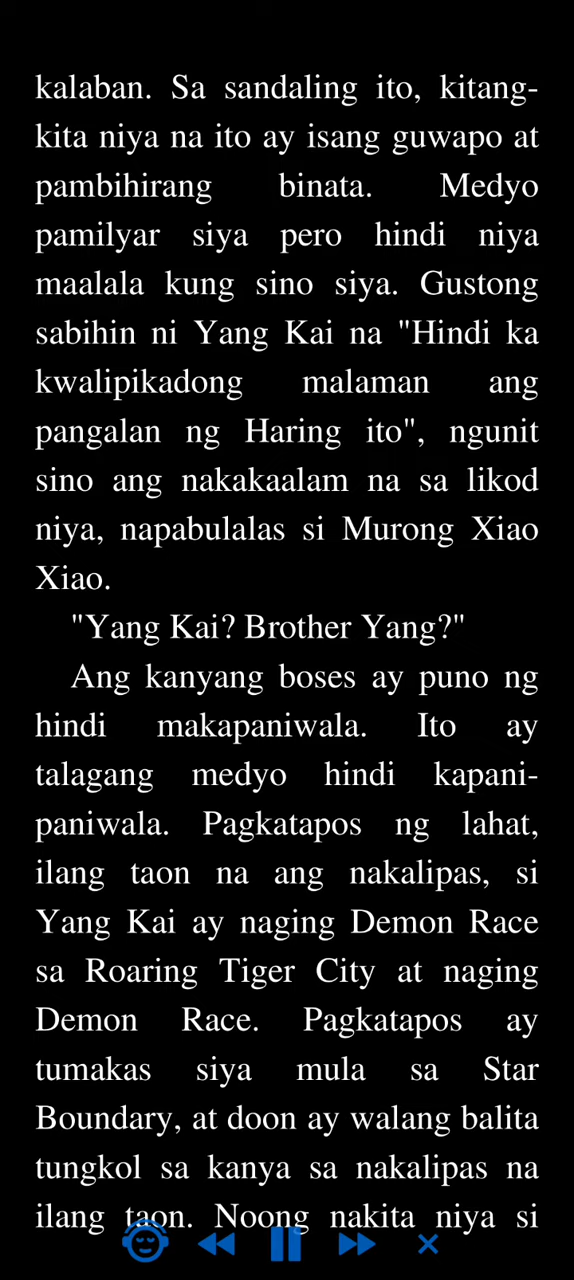 kalaban. Sa sandaling ito, kitang-
kita niya na ito ay isang guwapo at
pambihirang binata. Medyo
pamilyar siya pero hindi niya
maalala kung sino siya. Gustong
sabihin ni Yang Kai na "Hindi ka
kwalipikadong malaman ang
pangalan ng Haring ito", ngunit
sino ang nakakaalam na sa likod
niya, napabulalas si Murong Xiao
Xiao.
"Yang Kai? Brother Yang?"
Ang kanyang boses ay puno ng
hindi makapaniwala. Ito ay
talagang medyo hindi kapani-
paniwala. Pagkatapos ng lahat,
ilang taon na ang nakalipas, si
Yang Kai ay naging Demon Race
sa Roaring Tiger City at naging
Demon Race. Pagkatapos ay
tumakas siya mula sa Star
Boundary, at doon ay walang balita
tungkol sa kanya sa nakalipas na
ilang taon. Noong nakita niya si